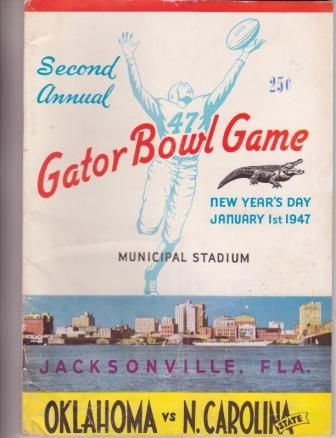 Second
Annual
25¢
47
Gator Bowl Game
NEW YEAR'S DAY
JANUARY 1st 1947
MUNICIPAL STADIUM
JACKSONVILLE, FLA.
OKLAHOMA vs N. CAROLINA
STATE